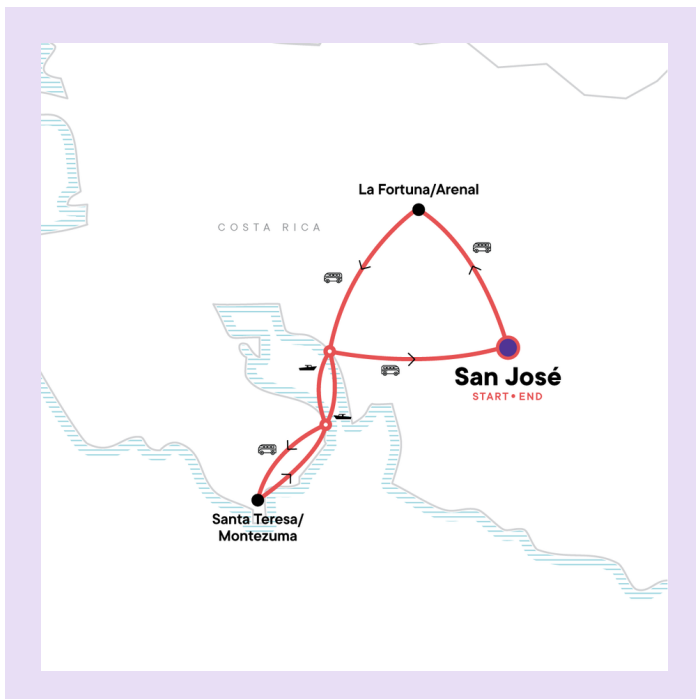 La Fortuna/Arenal
COSTA RICA
San José
START • END
Santa Teresa/
Montezuma